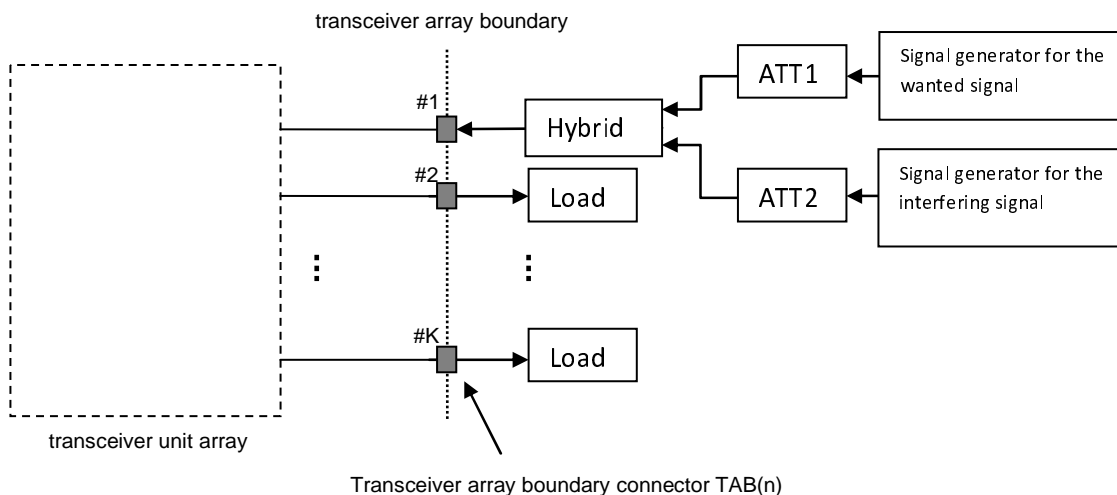 transceiver array boundary
Signal generator for the
wanted signal
ATT1
#1
Hybrid
#2
Load
ATT2
Signal generator for the
interfering signal
#K
Load
transceiver unit array
Transceiver array boundary connector TAB(n)